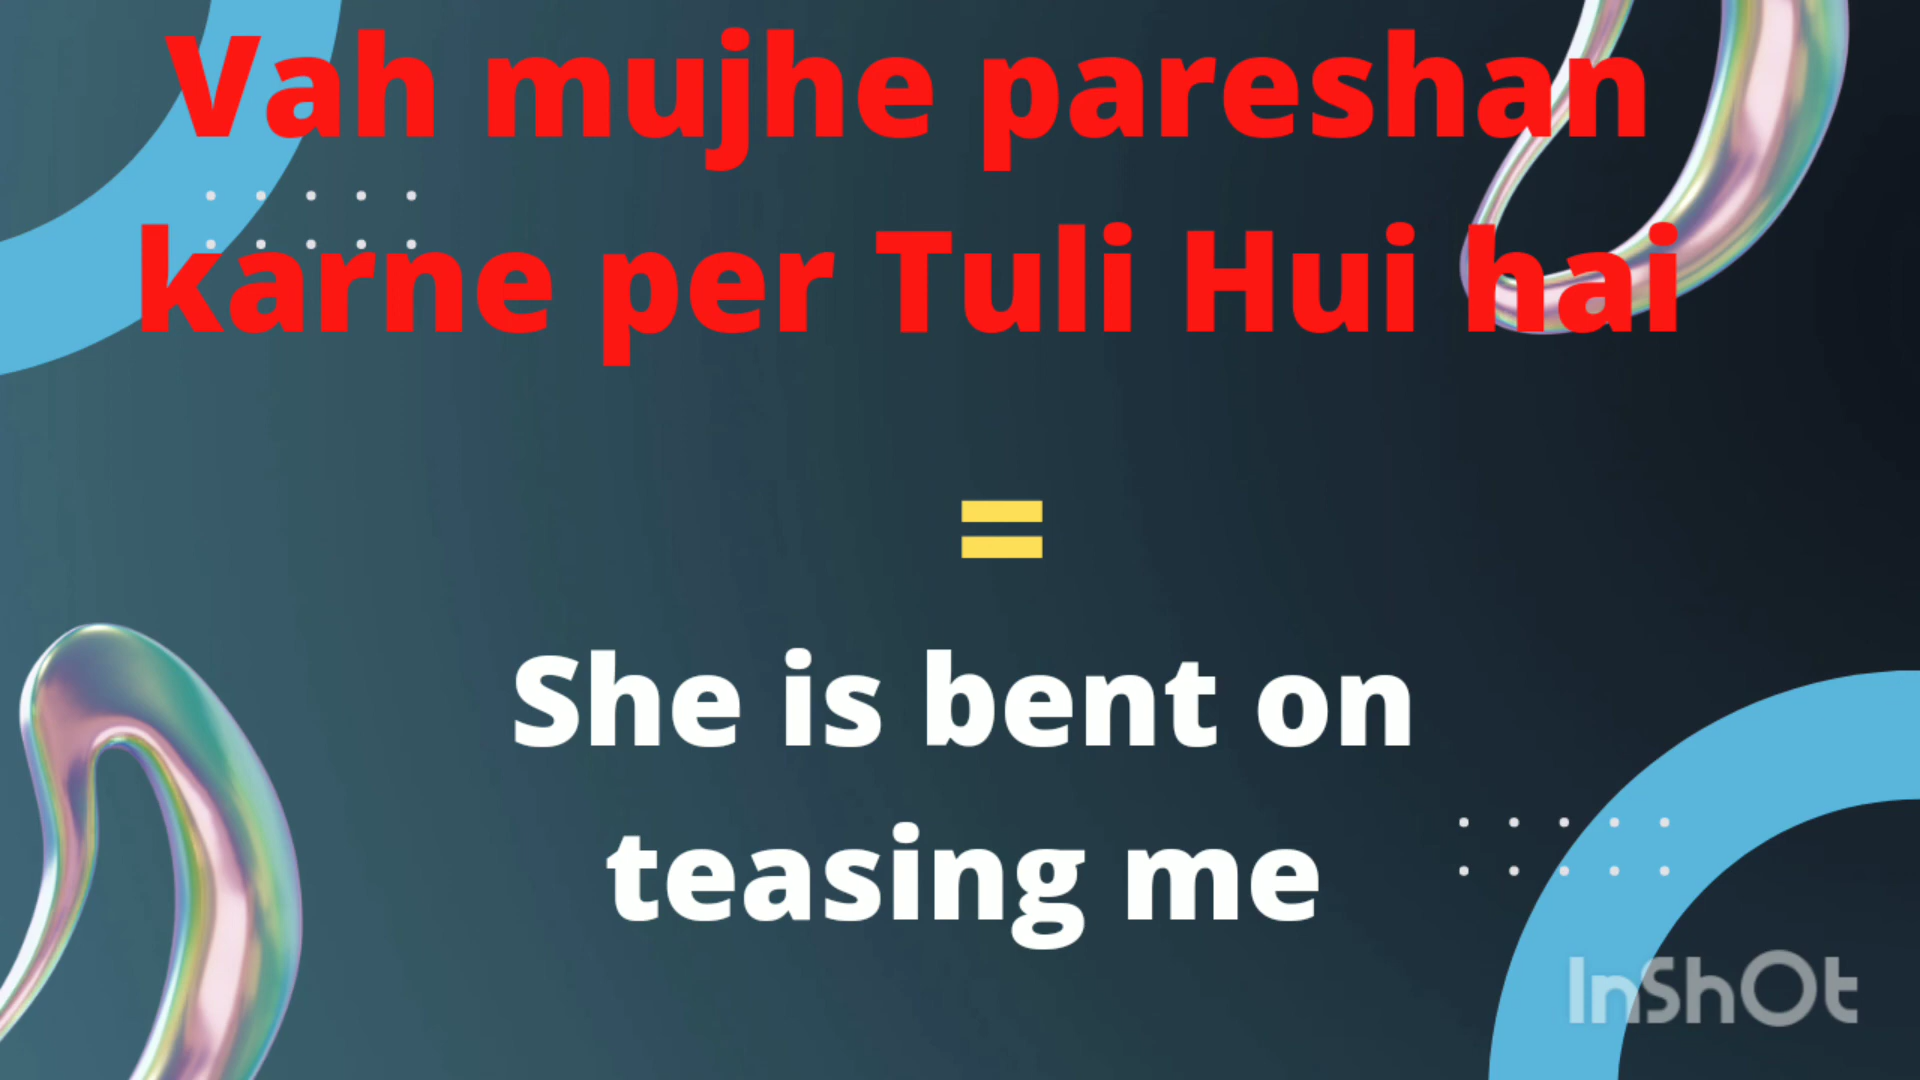 Vah mujhe pareshan
karne per Tuli Hui hai
=
She is bent on
teasing me
InShOt